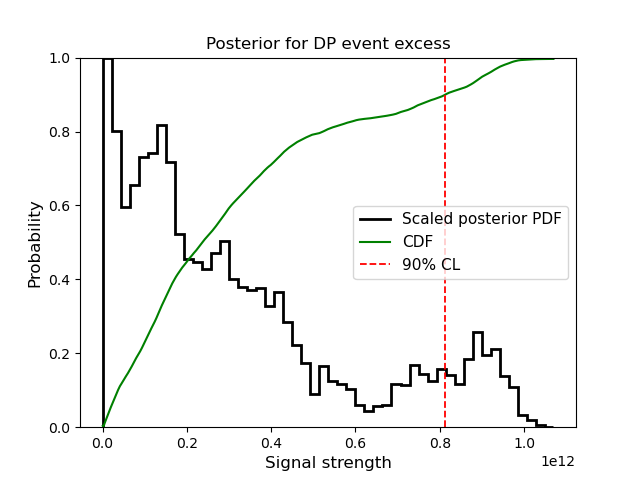 Posterior for DP event excess
Probability
1.0
0.8
0.6
0.4
0.2
0.0
Scaled posterior PDF
CDF
90% CL
0.0 0.2 0.4 0.6 0.8 1.0
1e12
Signal strength